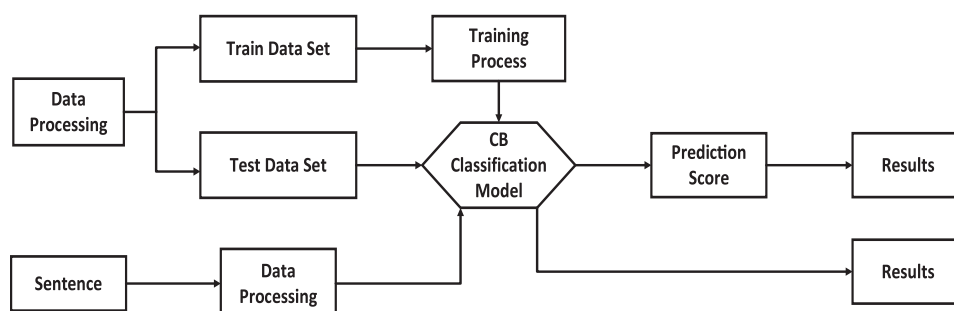 Train Data Set
Training
Process
Data
Processing
Test Data Set
CB
Classification
Model
Prediction
Score
Results
Sentence
Data
Processing
Results